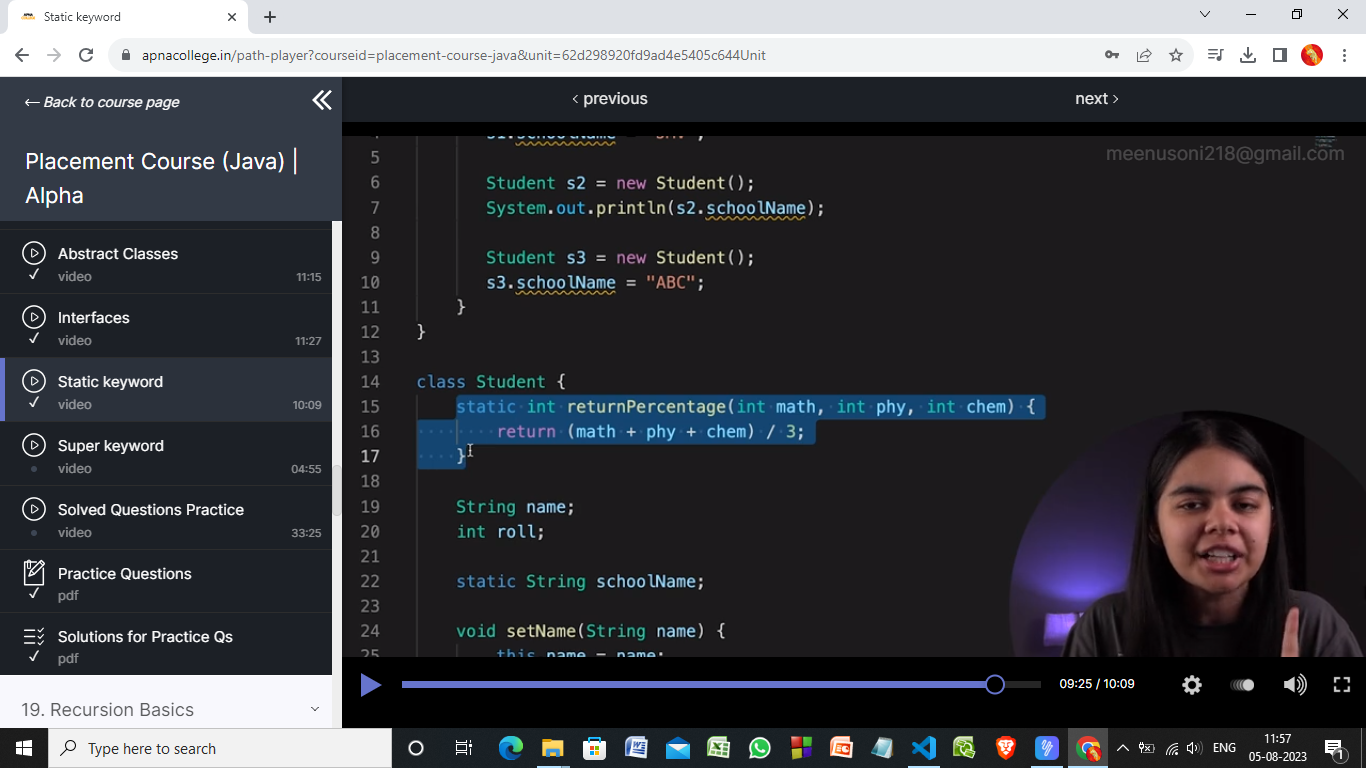 Static keyword
apnacollege.in/path-player?courseid=placement-course-java&unit=62d298920fd9ad4e5405c644Unit
← Back to course page
Placement Course (Java) |
Alpha
Abstract Classes
video 11:15
Interfaces
video 11:27
Static keyword
video 10:09
Super keyword
video 04:55
Solved Questions Practice
video 33:25
Practice Questions
pdf
Solutions for Practice Qs
pdf
19. Recursion Basics
‹ previous
next ›
meenusoni218@gmail.com
5
6 Student s2 = new Student();
7 System.out.println(s2.schoolName);
8
9 Student s3 = new Student();
10 s3.schoolName = "ABC";
11 }
12 }
13
14 class Student {
15 static int returnPercentage(int math, int phy, int chem) {
16 return (math + phy + chem) / 3;
17 }
18
19 String name;
20 int roll;
21
22 static String schoolName;
23
24 void setName(String name) {
25 this name = name;
09:25 / 10:09
Type here to search
ENG
11:57
05-08-2023
1